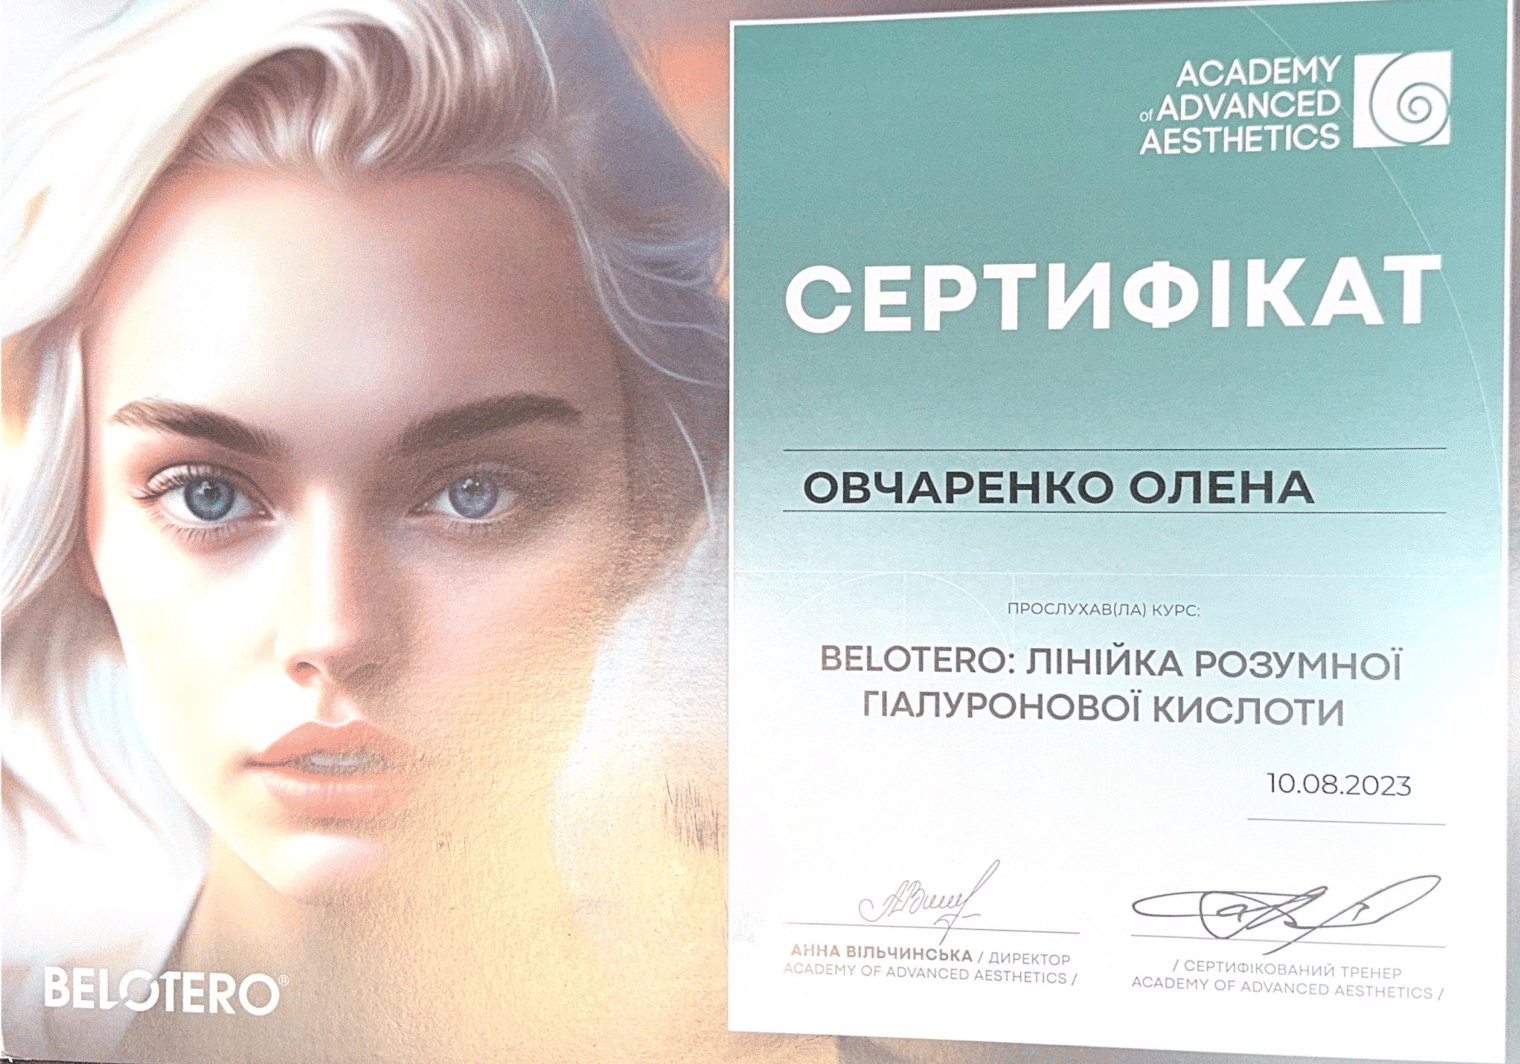 ACADEMY
of ADVANCED
AESTHETICS
СЕРТИФІКАТ
ОВЧАРЕНКО ОЛЕНА
ПРОСЛУХАВ(ЛА) КУРС:
BELOTERO: ЛІНІЙКА РОЗУМНОЇ
ГІАЛУРОНОВОЇ КИСЛОТИ
10.08.2023
АННА ВІЛЬЧИНСЬКА / ДИРЕКТОР
ACADEMY OF ADVANCED AESTHETICS /
/ СЕРТИФІКОВАНИЙ ТРЕНЕР
ACADEMY OF ADVANCED AESTHETICS /
BELOTERO®